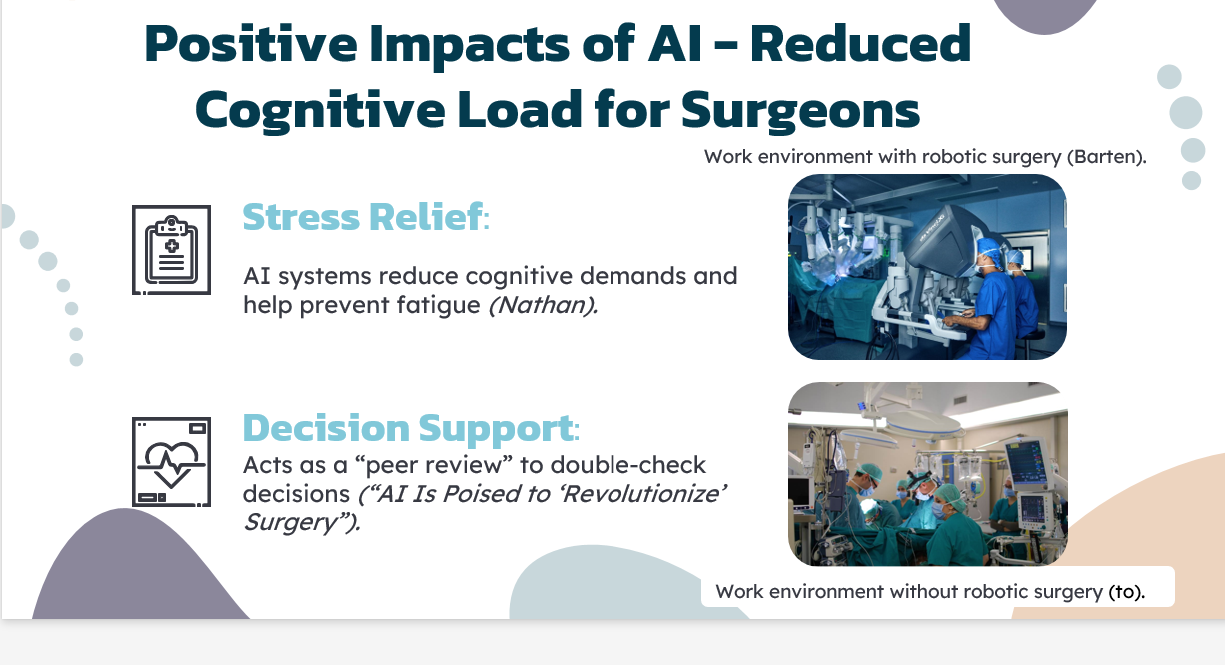 Positive Impacts of AI – Reduced
Cognitive Load for Surgeons
Work environment with robotic surgery (Barten).
Stress Relief:
AI systems reduce cognitive demands and
help prevent fatigue (Nathan).
Decision Support:
Acts as a “peer review” to double-check
decisions (“AI Is Poised to ‘Revolutionize’
Surgery”).
Work environment without robotic surgery (to).